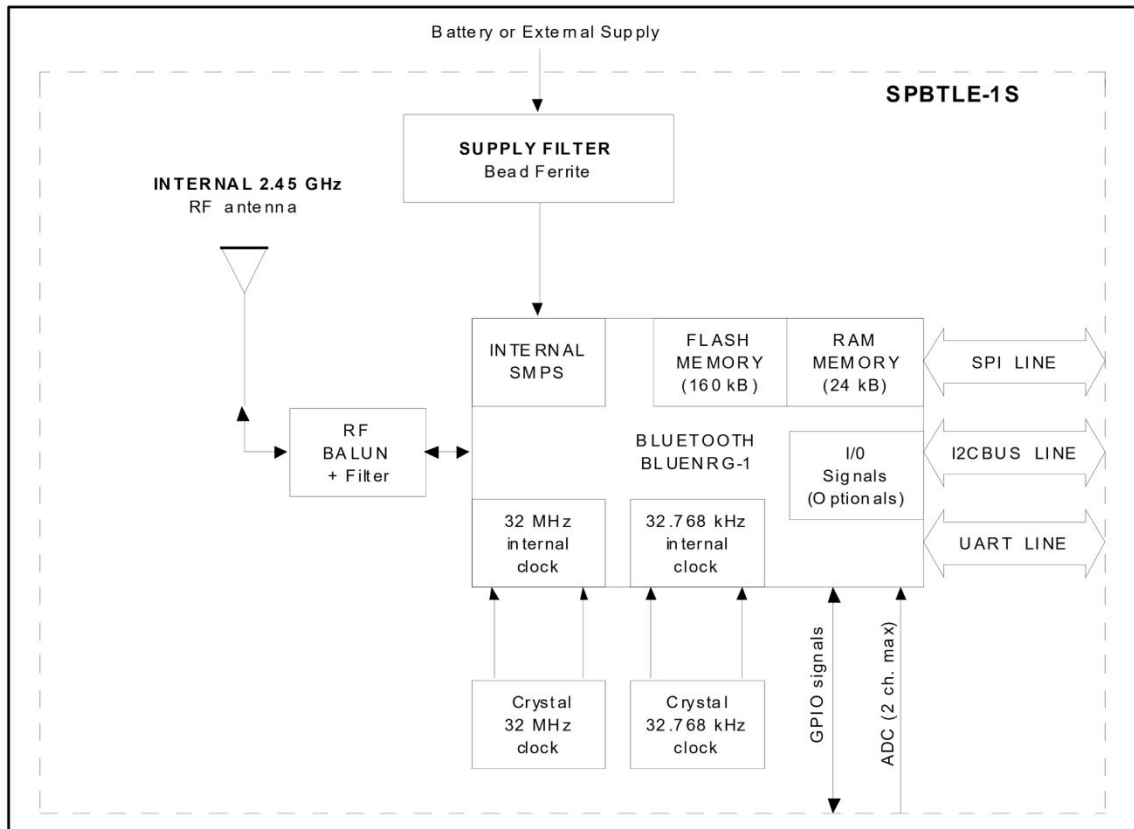 Battery or External Supply
SPBTLE-1S
SUPPLY FILTER
Bead Ferrite
INTERNAL 2.45 GHz
RF antenna
INTERNAL
SMPS
FLASH
MEMORY
(160 kB)
RAM
MEMORY
(24 kB)
SPI LINE
RF
BALUN
+ Filter
BLUETOOTH
BLUENRG-1
I/0
Signals
(Optionals)
I2CBUS LINE
32 MHz
internal
clock
32.768 kHz
internal
clock
UART LINE
Crystal
32 MHz
clock
Crystal
32.768 kHz
clock
GPIO signals
ADC (2 ch. max)